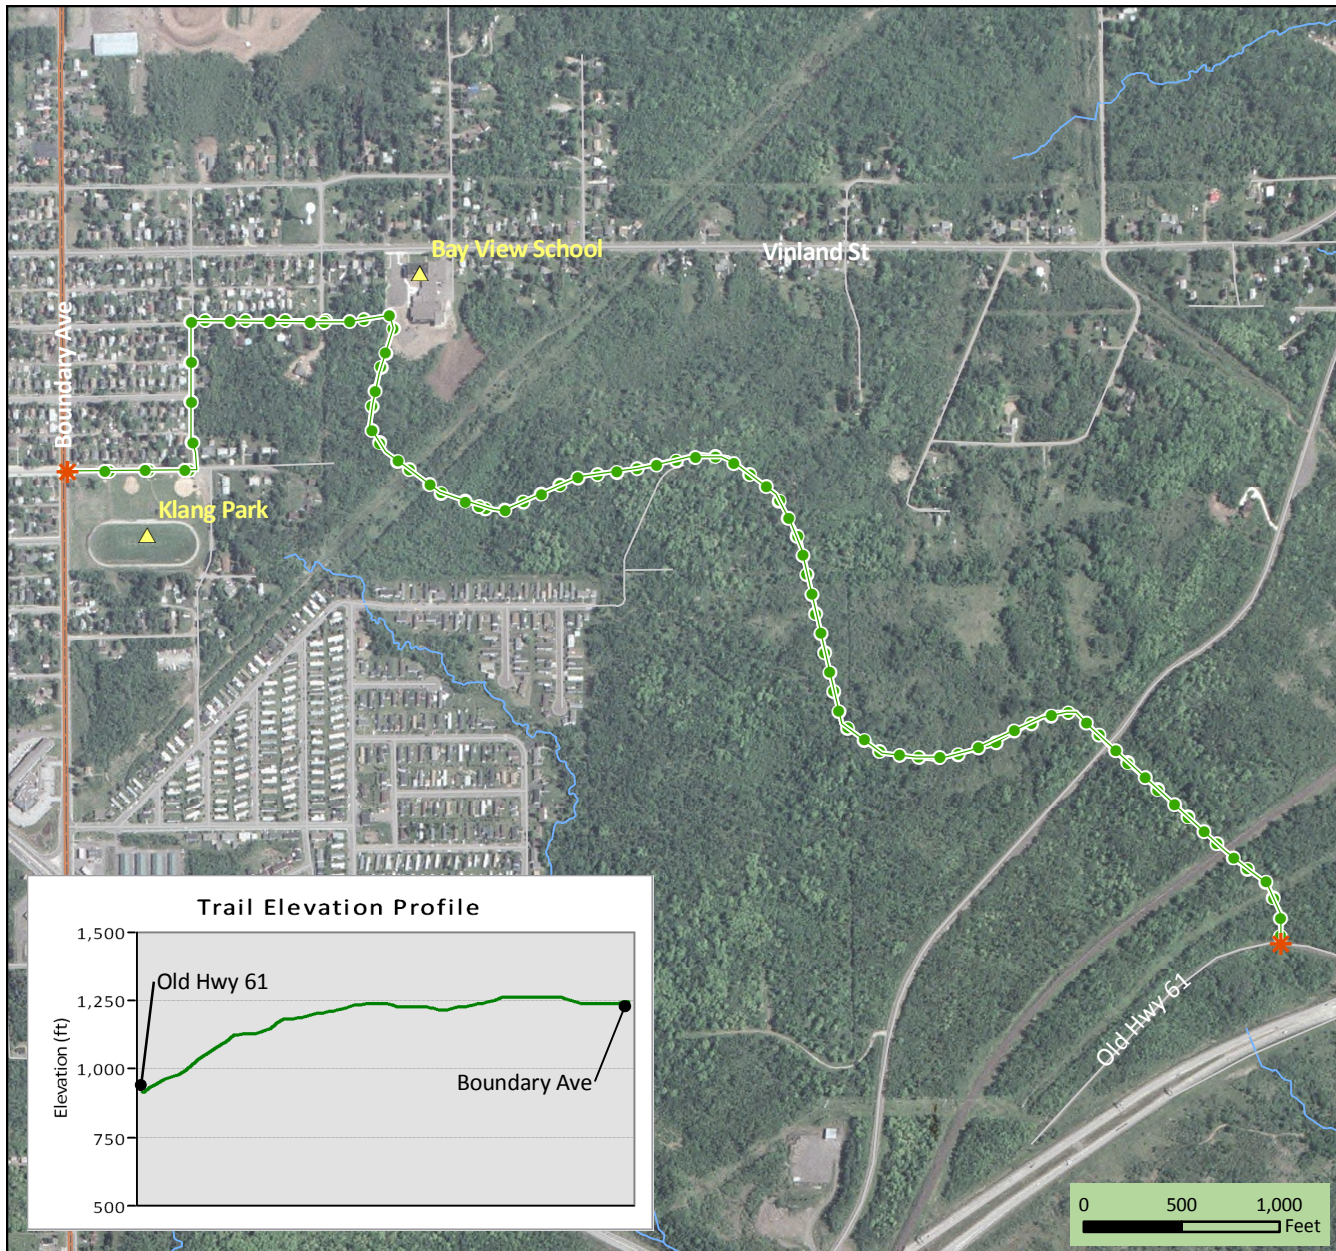 Bay View School
Vinland St
Boundary Ave
Klang Park
Trail Elevation Profile
1,500
1,250
1,000
750
500
Elevation (ft)
Old Hwy 61
Boundary Ave
Old Hwy 61
0 500 1,000
Feet